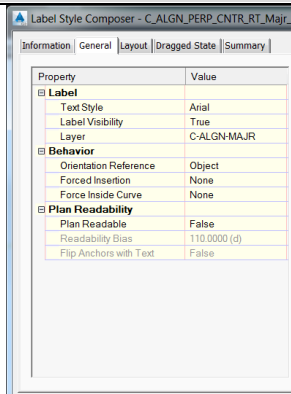 Label Style Composer - C_ALGN_PERP_CNTR_RT_Majr_
Information General Layout Dragged State Summary
Property Value
Label
Text Style Arial
Label Visibility True
Layer C-ALGN-MAJR
Behavior
Orientation Reference Object
Forced Insertion None
Force Inside Curve None
Plan Readability
Plan Readable False
Readability Bias 110.0000 (d)
Flip Anchors with Text False